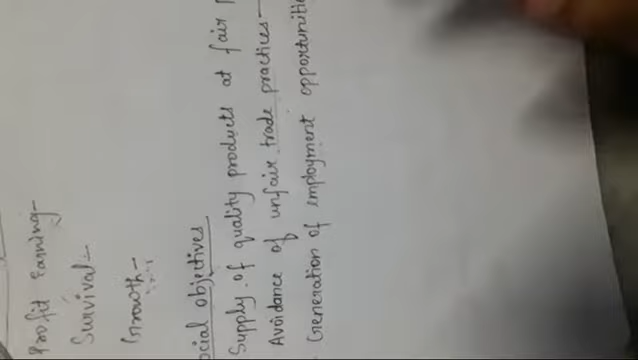 Profit Earning-
Survival-
Growth-
ocial objectives
Supply of quality products at fair
Avoidance of unfair trade practices-
Generation of employment opportunitie